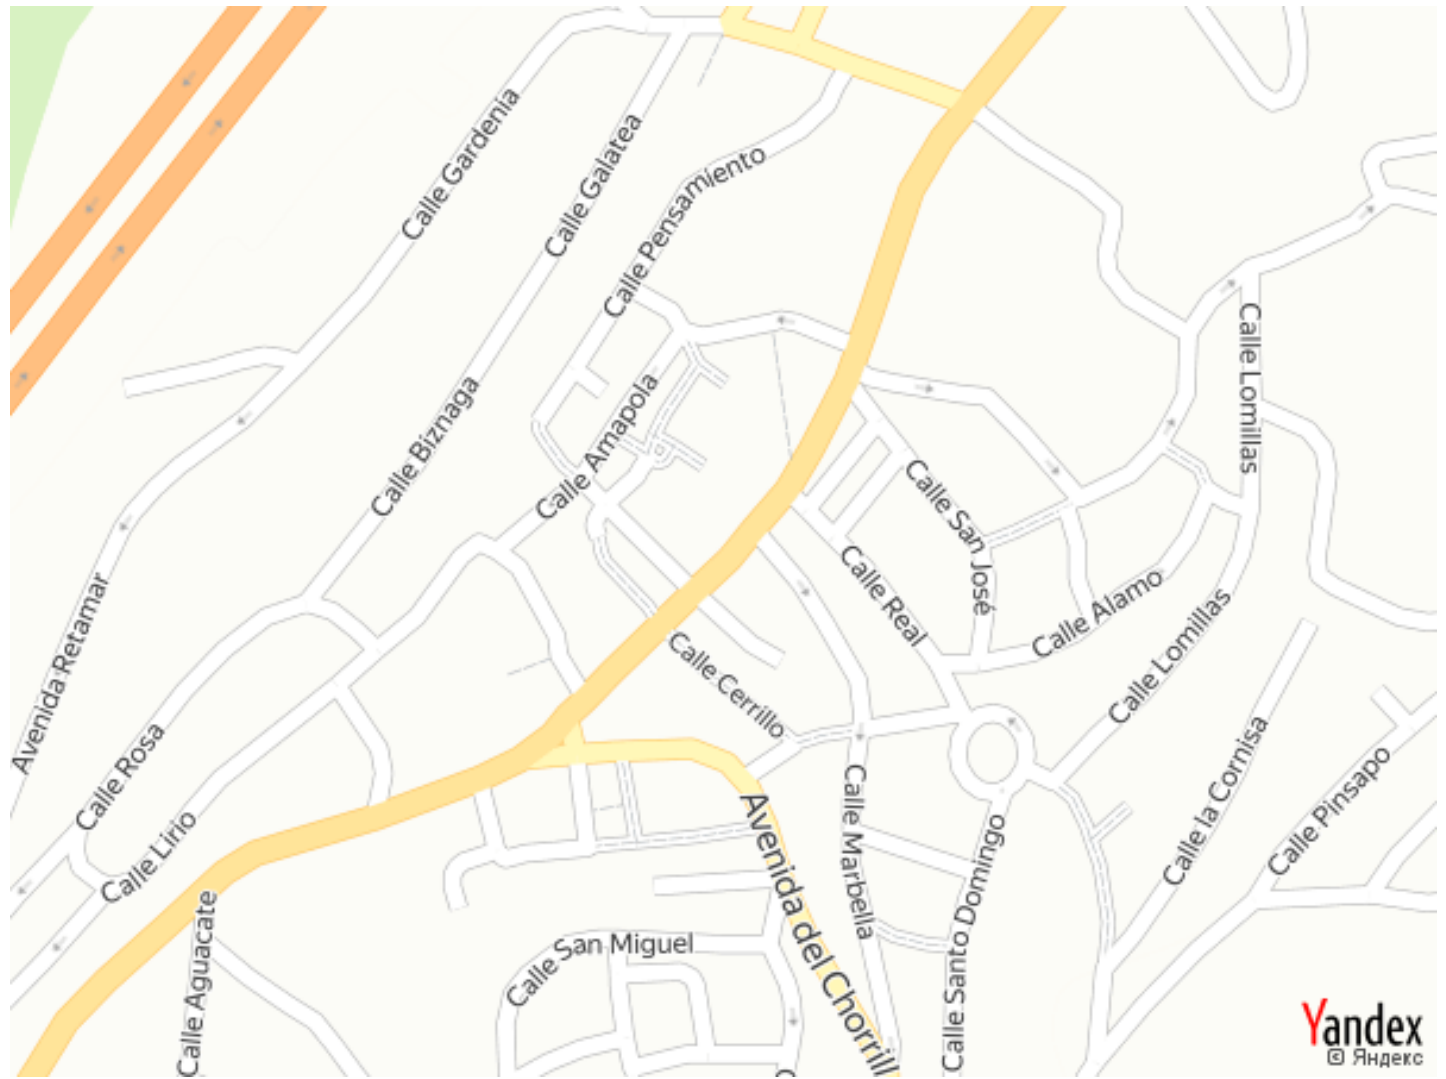 Calle Gardenia
Calle Galatea
Calle Pensamiento
Calle Lomillas
Calle Biznaga
Calle Amapola
Calle San José
Calle Real
Calle Alamo
Avenida Retamar
Calle Lomillas
Calle Cerrillo
Calle Rosa
Calle la Cornisa
Calle Pinsapo
Calle Lirio
Avenida del Chorrill
Calle Marbella
Calle Santo Domingo
Calle Aguacate
Calle San Miguel
Yandex
© Яндекс